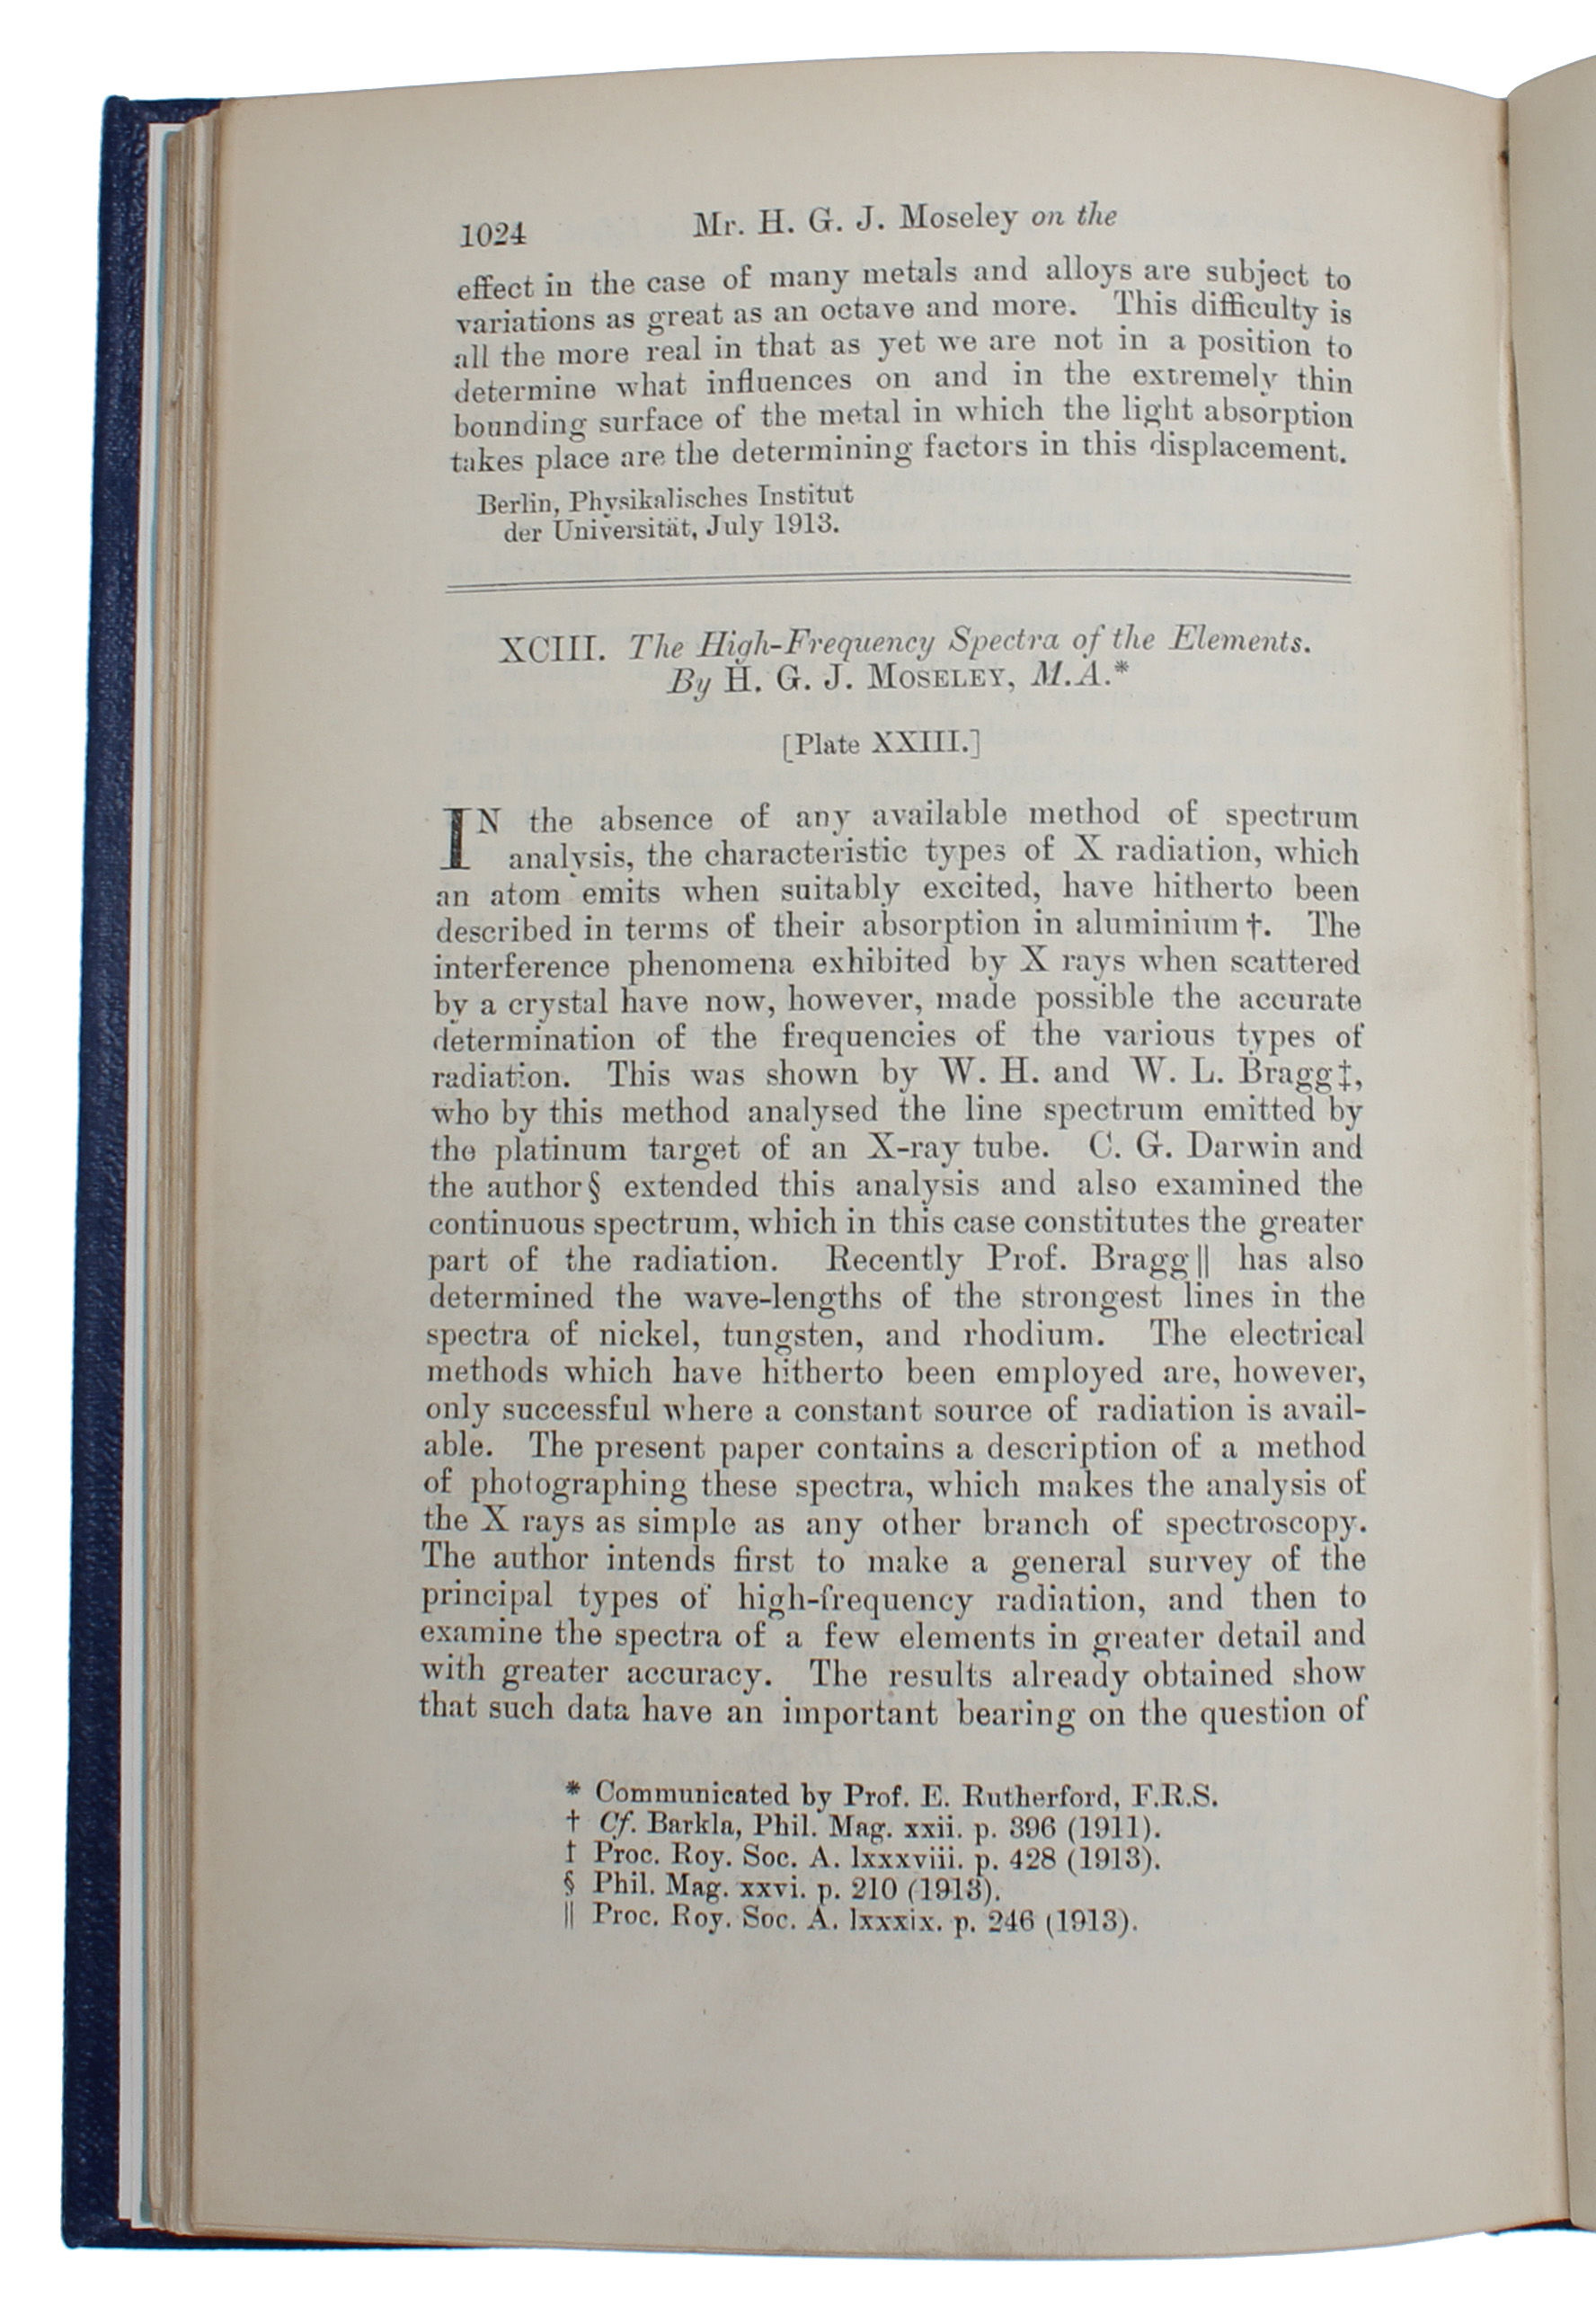 1024 Mr. H. G. J. Moseley on the
effect in the case of many metals and alloys are subject to
variations as great as an octave and more. This difficulty is
all the more real in that as yet we are not in a position to
determine what influences on and in the extremely thin
bounding surface of the metal in which the light absorption
takes place are the determining factors in this displacement.
Berlin, Physikalisches Institut
der Universität, July 1913.
XCIII. The High-Frequency Spectra of the Elements.
By H. G. J. MOSELEY, M.A.*
[Plate XXIII.]
IN the absence of any available method of spectrum
analysis, the characteristic types of X radiation, which
an atom emits when suitably excited, have hitherto been
described in terms of their absorption in aluminium†. The
interference phenomena exhibited by X rays when scattered
by a crystal have now, however, made possible the accurate
determination of the frequencies of the various types of
radiation. This was shown by W. H. and W. L. Bragg‡,
who by this method analysed the line spectrum emitted by
the platinum target of an X-ray tube. C. G. Darwin and
the author§ extended this analysis and also examined the
continuous spectrum, which in this case constitutes the greater
part of the radiation. Recently Prof. Bragg‖ has also
determined the wave-lengths of the strongest lines in the
spectra of nickel, tungsten, and rhodium. The electrical
methods which have hitherto been employed are, however,
only successful where a constant source of radiation is avail-
able. The present paper contains a description of a method
of photographing these spectra, which makes the analysis of
the X rays as simple as any other branch of spectroscopy.
The author intends first to make a general survey of the
principal types of high-frequency radiation, and then to
examine the spectra of a few elements in greater detail and
with greater accuracy. The results already obtained show
that such data have an important bearing on the question of
* Communicated by Prof. E. Rutherford, F.R.S.
† Cf. Barkla, Phil. Mag. xxii. p. 396 (1911).
‡ Proc. Roy. Soc. A. lxxxviii. p. 428 (1913).
§ Phil. Mag. xxvi. p. 210 (1913).
‖ Proc. Roy. Soc. A. lxxxix. p. 246 (1913).